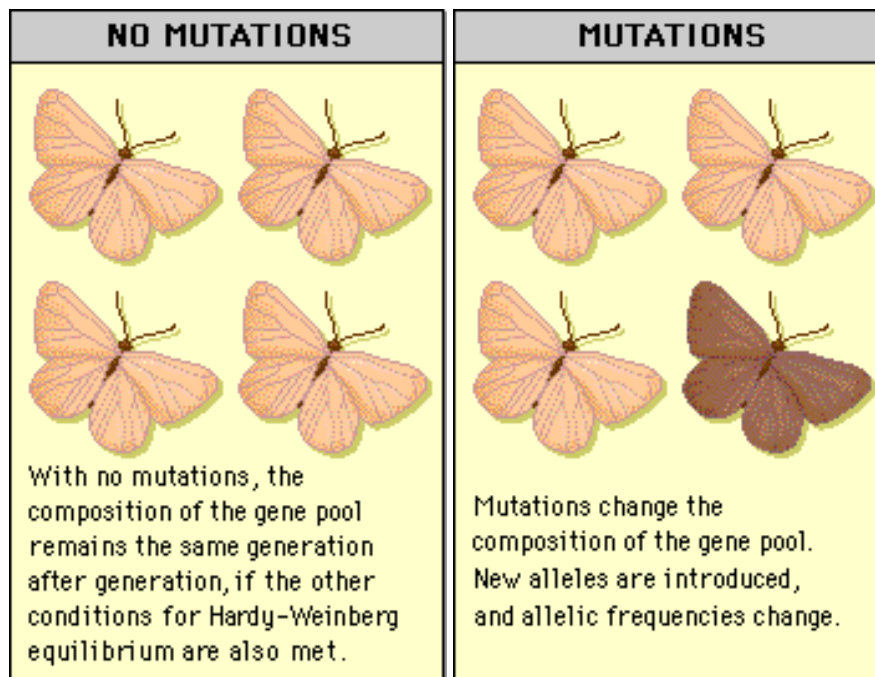 NO MUTATIONS
With no mutations, the
composition of the gene pool
remains the same generation
after generation, if the other
conditions for Hardy-Weinberg
equilibrium are also met.
MUTATIONS
Mutations change the
composition of the gene pool.
New alleles are introduced,
and allelic frequencies change.